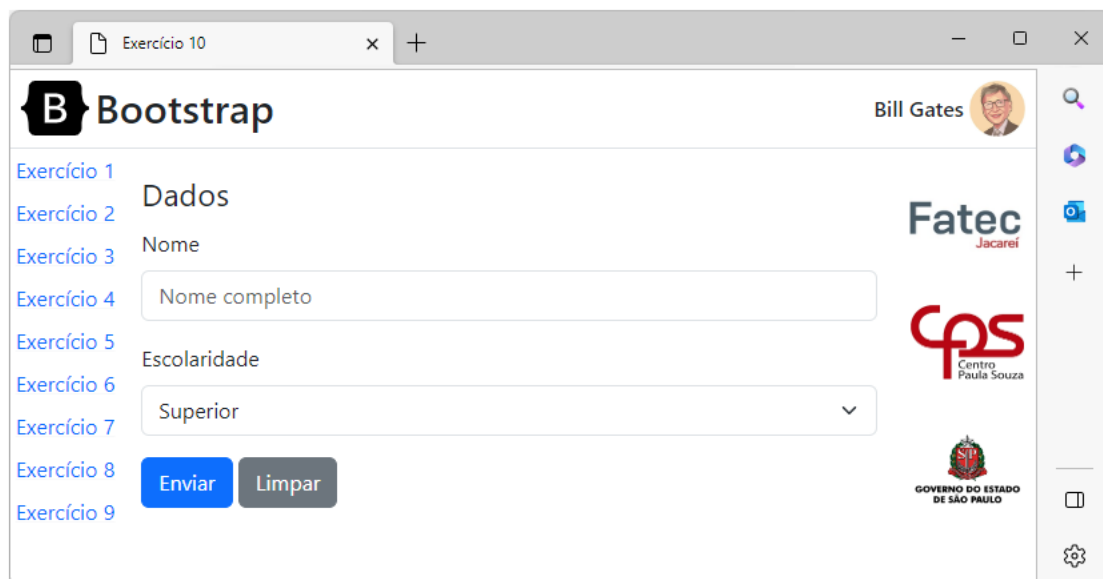 Exercício 10
B Bootstrap
Bill Gates
Exercício 1
Exercício 2
Exercício 3
Exercício 4
Exercício 5
Exercício 6
Exercício 7
Exercício 8
Exercício 9
Dados
Nome
Nome completo
Escolaridade
Superior
Enviar Limpar
Fatec
Jacareí
CPS
Centro
Paula Souza
SP
GOVERNO DO ESTADO
DE SÃO PAULO